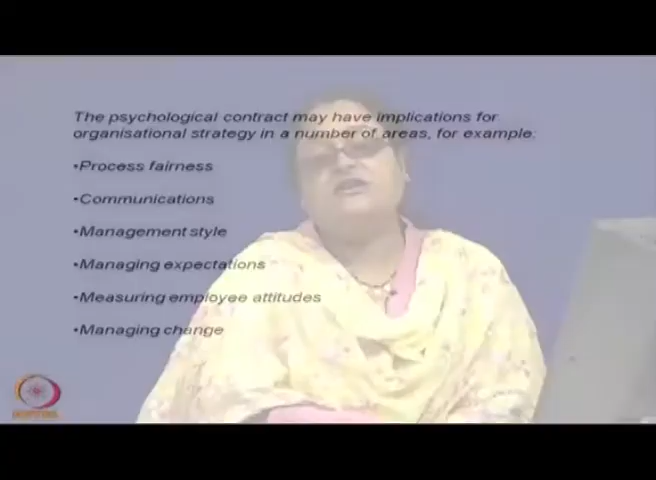 The psychological contract may have implications for
organisational strategy in a number of areas, for example:
•Process fairness
•Communications
•Management style
•Managing expectations
•Measuring employee attitudes
•Managing change